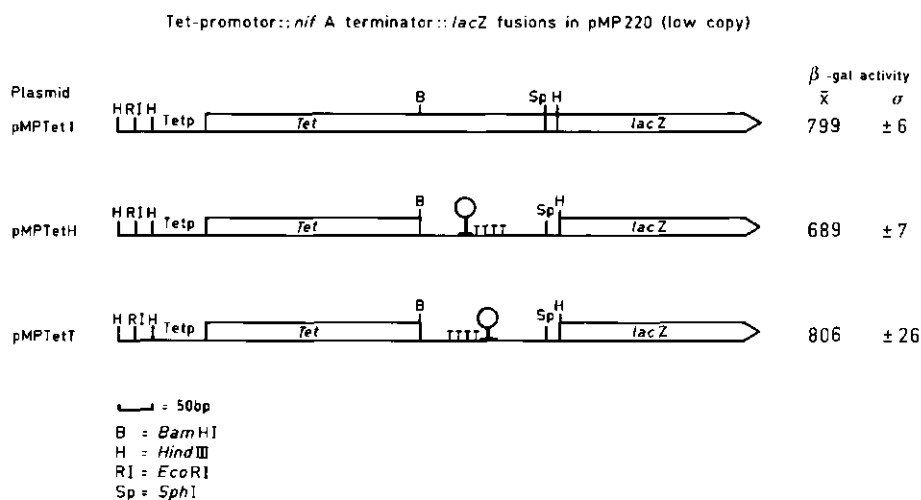 Tet-promotor::nif A terminator::lacZ fusions in pMP220 (low copy)
β -gal activity
Plasmid x̄ σ
pMPTet1 H RI H Tetp Tet B Sp H lacZ 799 ± 6
pMPTetH H RI H Tetp Tet B TTTT Sp H lacZ 689 ± 7
pMPTetT H RI H Tetp Tet B TTTT Sp H lacZ 806 ± 26
= 50bp
B = BamHI
H = HindIII
RI = EcoRI
Sp = SphI